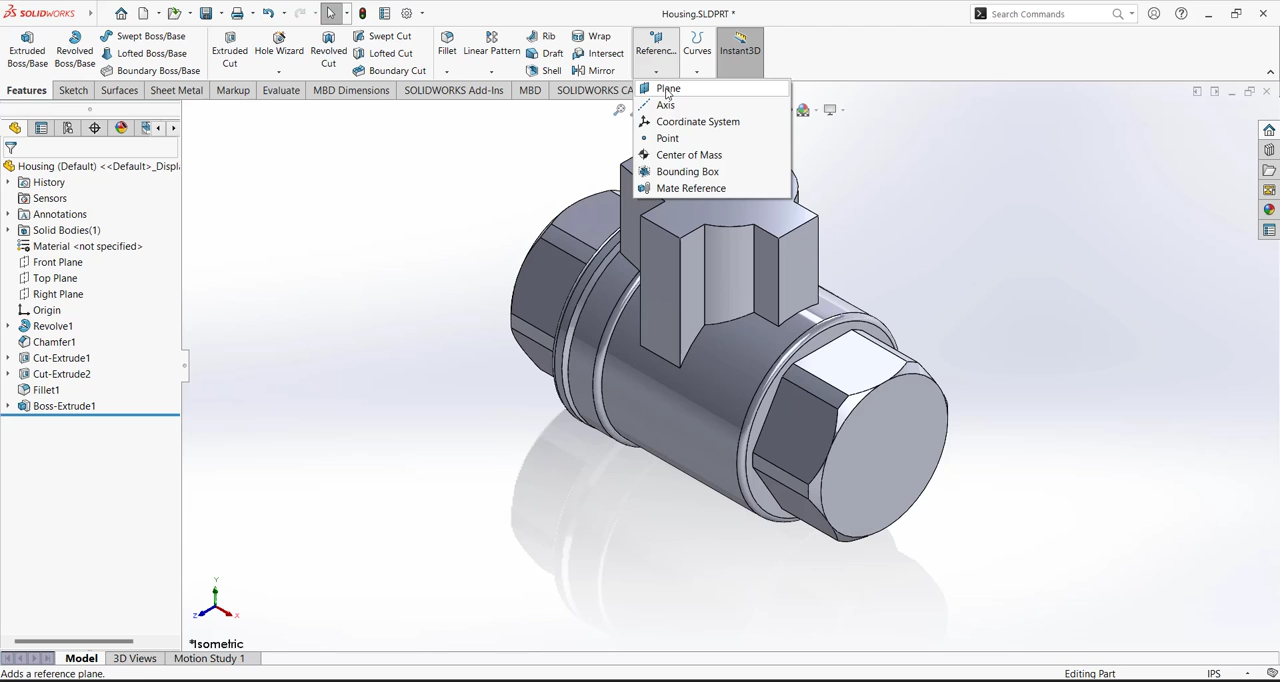 SOLIDWORKS
Housing.SLDPRT *
Search Commands
Extruded Boss/Base
Revolved Boss/Base
Swept Boss/Base
Lofted Boss/Base
Boundary Boss/Base
Extruded Cut
Hole Wizard
Revolved Cut
Swept Cut
Lofted Cut
Boundary Cut
Fillet
Linear Pattern
Rib
Draft
Shell
Wrap
Intersect
Mirror
Referenc...
Curves
Instant3D
Features
Sketch
Surfaces
Sheet Metal
Markup
Evaluate
MBD Dimensions
SOLIDWORKS Add-Ins
MBD
SOLIDWORKS CA
Plane
Axis
Coordinate System
Point
Center of Mass
Bounding Box
Mate Reference
Housing (Default) <<Default>_Displ
History
Sensors
Annotations
Solid Bodies(1)
Material <not specified>
Front Plane
Top Plane
Right Plane
Origin
Revolve1
Chamfer1
Cut-Extrude1
Cut-Extrude2
Fillet1
Boss-Extrude1
Y
Z
X
*Isometric
Model
3D Views
Motion Study 1
Adds a reference plane.
Editing Part
IPS